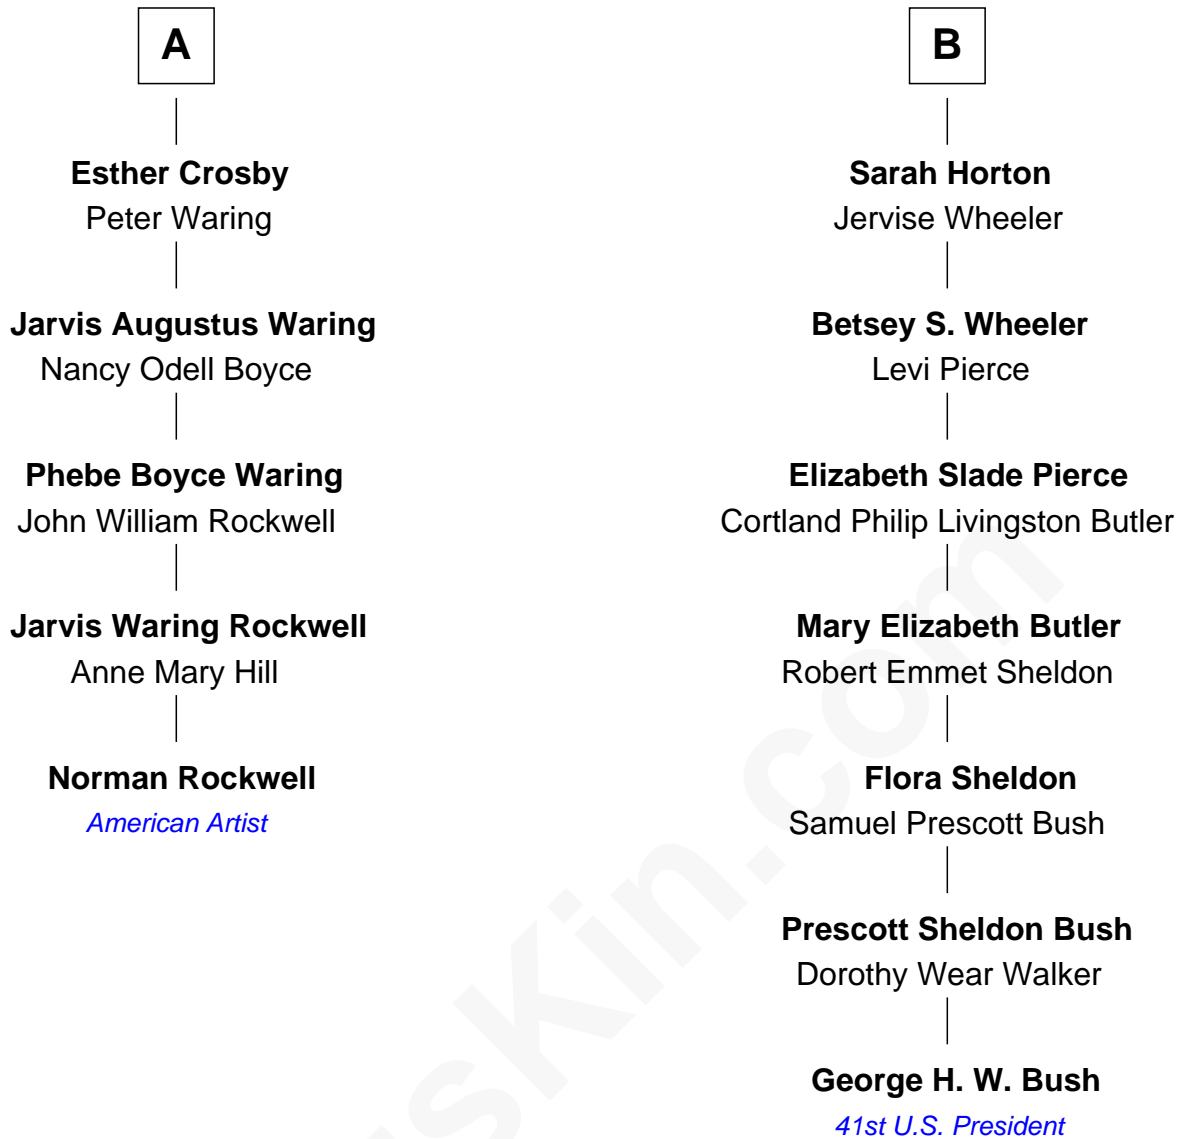 A
Esther Crosby
Peter Waring
Jarvis Augustus Waring
Nancy Odell Boyce
Phebe Boyce Waring
John William Rockwell
Jarvis Waring Rockwell
Anne Mary Hill
Norman Rockwell
American Artist
B
Sarah Horton
Jervise Wheeler
Betsey S. Wheeler
Levi Pierce
Elizabeth Slade Pierce
Cortland Philip Livingston Butler
Mary Elizabeth Butler
Robert Emmet Sheldon
Flora Sheldon
Samuel Prescott Bush
Prescott Sheldon Bush
Dorothy Wear Walker
George H. W. Bush
41st U.S. President
sKin.com